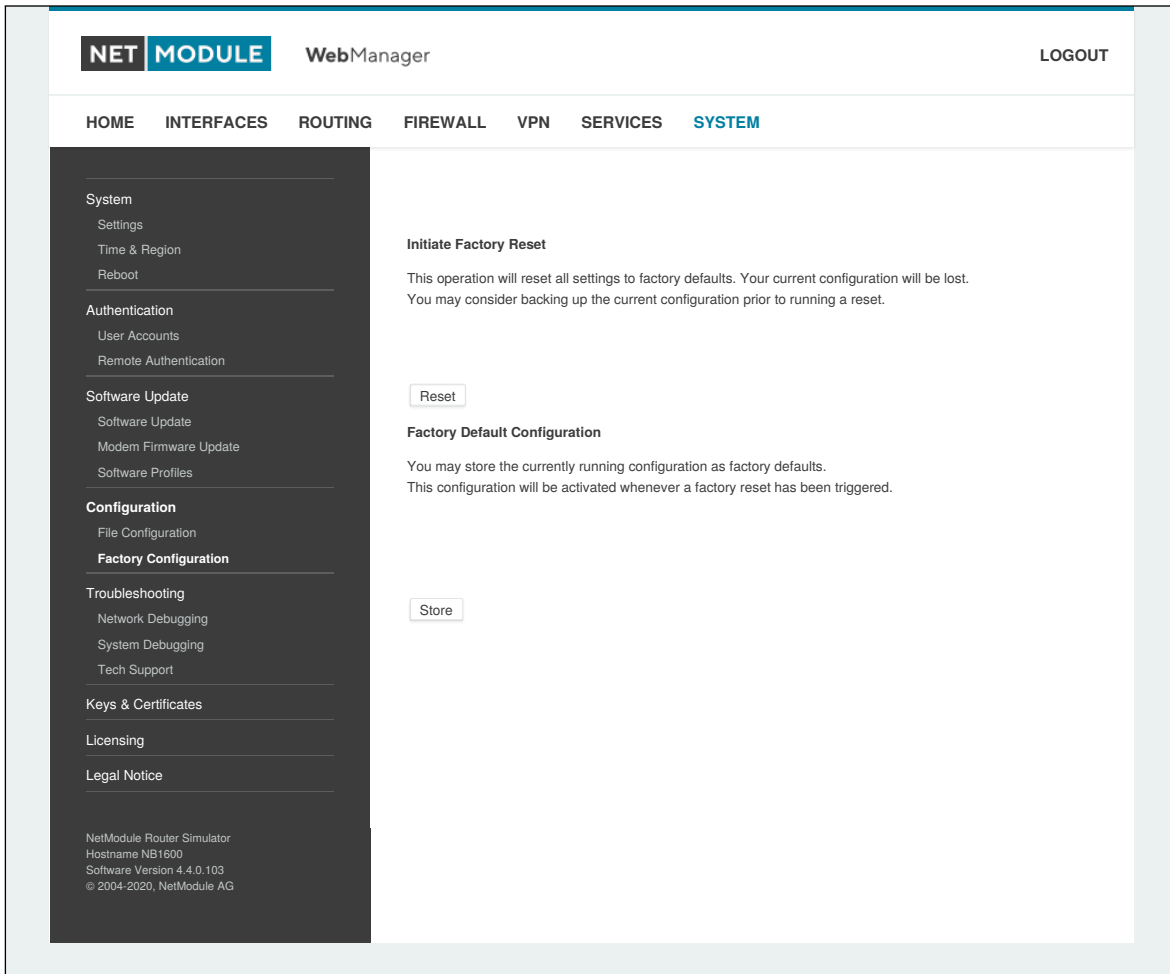 NET MODULE WebManager LOGOUT
HOME INTERFACES ROUTING FIREWALL VPN SERVICES SYSTEM
System
Settings
Time & Region
Reboot
Authentication
User Accounts
Remote Authentication
Software Update
Software Update
Modem Firmware Update
Software Profiles
Configuration
File Configuration
Factory Configuration
Troubleshooting
Network Debugging
System Debugging
Tech Support
Keys & Certificates
Licensing
Legal Notice
NetModule Router Simulator
Hostname NB1600
Software Version 4.4.0.103
© 2004-2020, NetModule AG
Initiate Factory Reset
This operation will reset all settings to factory defaults. Your current configuration will be lost.
You may consider backing up the current configuration prior to running a reset.
Reset
Factory Default Configuration
You may store the currently running configuration as factory defaults.
This configuration will be activated whenever a factory reset has been triggered.
Store